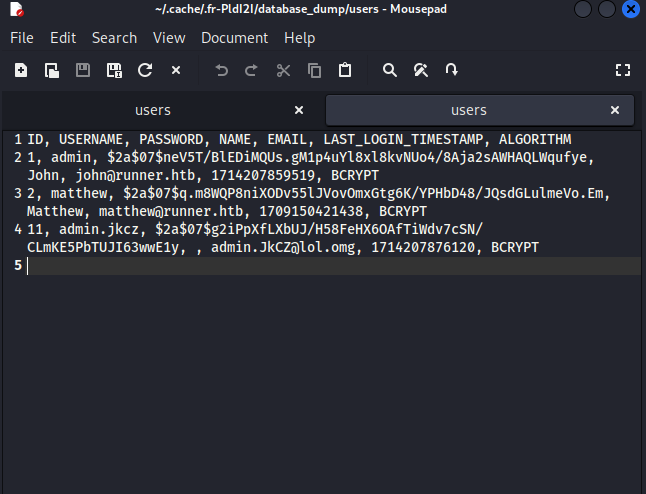 ~/.cache/.fr-PldI2I/database_dump/users - Mousepad
File Edit Search View Document Help
users × users ×
1 ID, USERNAME, PASSWORD, NAME, EMAIL, LAST_LOGIN_TIMESTAMP, ALGORITHM
2 1, admin, $2a$07$neV5T/BlEDiMQUs.gM1p4uYl8xl8kvNUo4/8Aja2sAWHAQLWqufye,
John, john@runner.htb, 1714207859519, BCRYPT
3 2, matthew, $2a$07$q.m8WQP8niXODv55lJVovOmxGtg6K/YPHbD48/JQsdGLulmeVo.Em,
Matthew, matthew@runner.htb, 1709150421438, BCRYPT
4 11, admin.jkcz, $2a$07$g2iPpXfLXbUJ/H58FeHX6OAfTiWdv7cSN/
CLmKE5PbTUJI63wwE1y, , admin.JkCZ@lol.omg, 1714207876120, BCRYPT
5